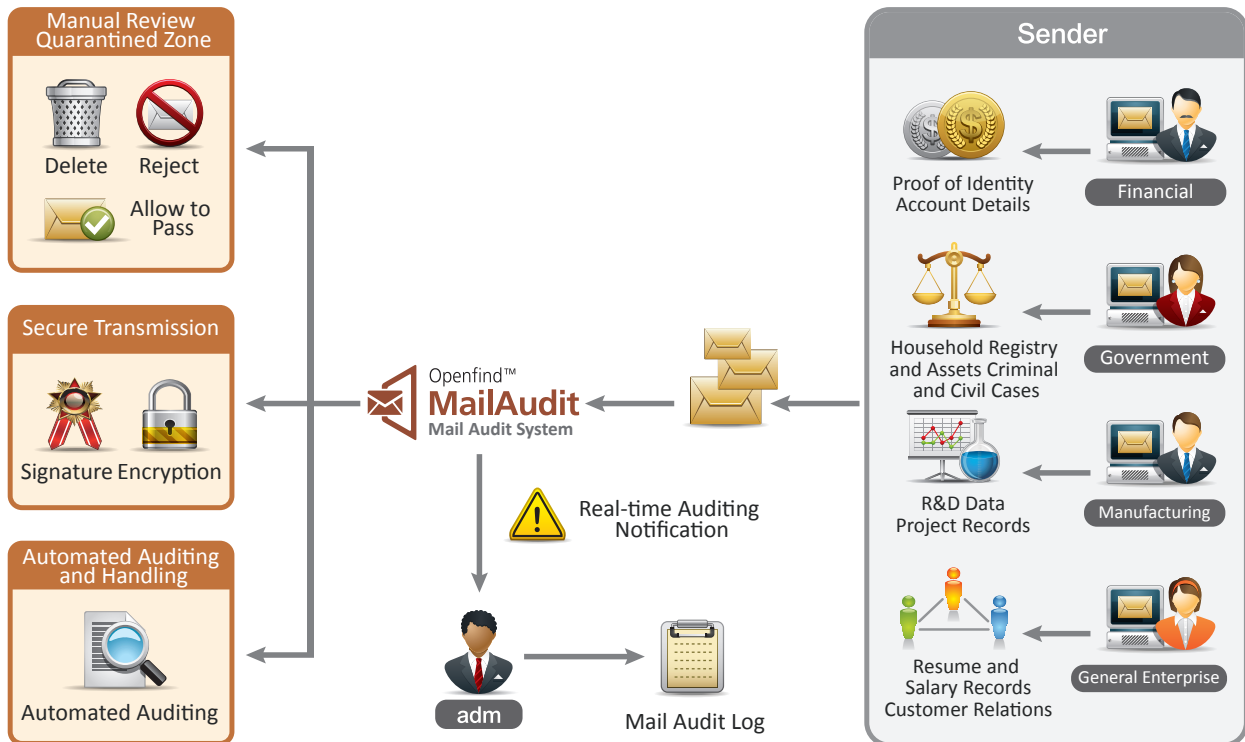 Manual Review
Quarantined Zone
Delete
Reject
Allow to
Pass
Secure Transmission
Signature
Encryption
Automated Auditing
and Handling
Automated Auditing
Openfind™
MailAudit
Mail Audit System
Real-time Auditing
Notification
adm
Mail Audit Log
Sender
Proof of Identity
Account Details
Financial
Household Registry
and Assets Criminal
and Civil Cases
Government
R&D Data
Project Records
Manufacturing
Resume and
Salary Records
Customer Relations
General Enterprise